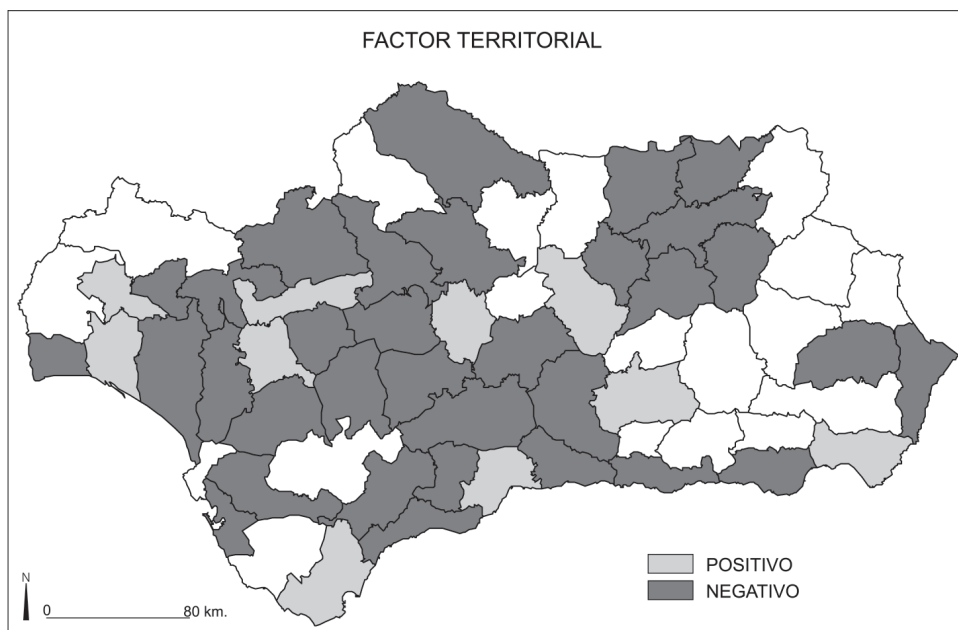 FACTOR TERRITORIAL
POSITIVO
NEGATIVO
N
0 80 km.